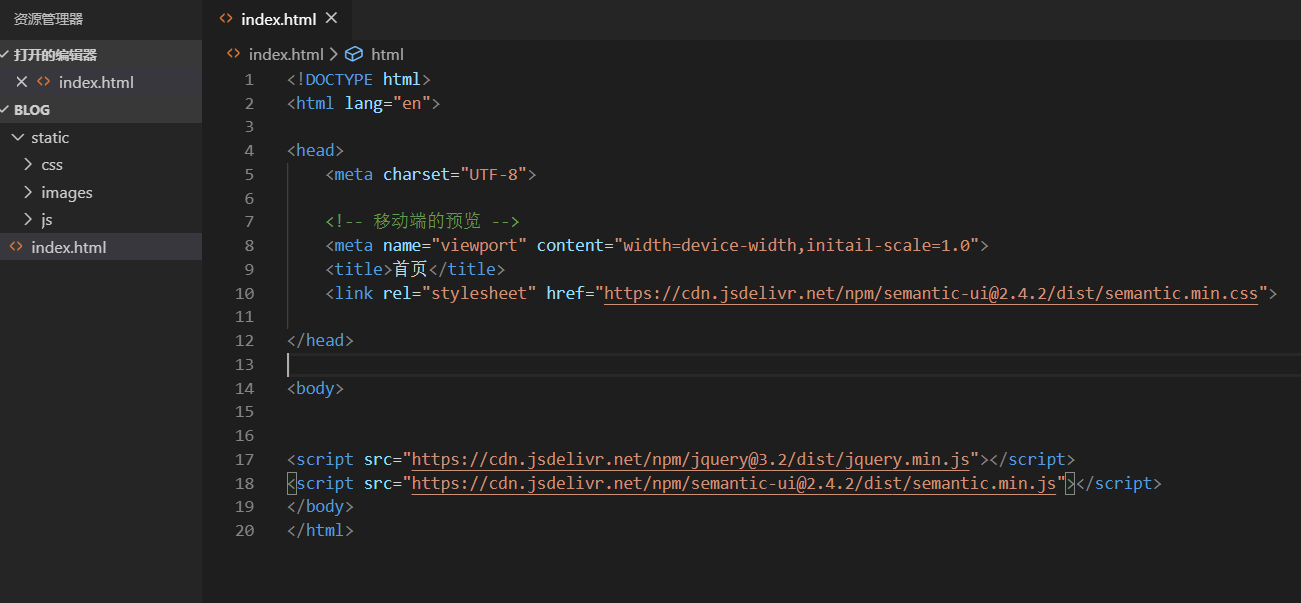 资源管理器
打开的编辑器
index.html
BLOG
static
css
images
js
index.html
index.html
index.html > html
1 <!DOCTYPE html>
2 <html lang="en">
3
4 <head>
5     <meta charset="UTF-8">
6
7     <!-- 移动端的预览 -->
8     <meta name="viewport" content="width=device-width,initail-scale=1.0">
9     <title>首页</title>
10     <link rel="stylesheet" href="https://cdn.jsdelivr.net/npm/semantic-ui@2.4.2/dist/semantic.min.css">
11
12 </head>
13
14 <body>
15
16
17 <script src="https://cdn.jsdelivr.net/npm/jquery@3.2/dist/jquery.min.js"></script>
18 <script src="https://cdn.jsdelivr.net/npm/semantic-ui@2.4.2/dist/semantic.min.js"></script>
19 </body>
20 </html>